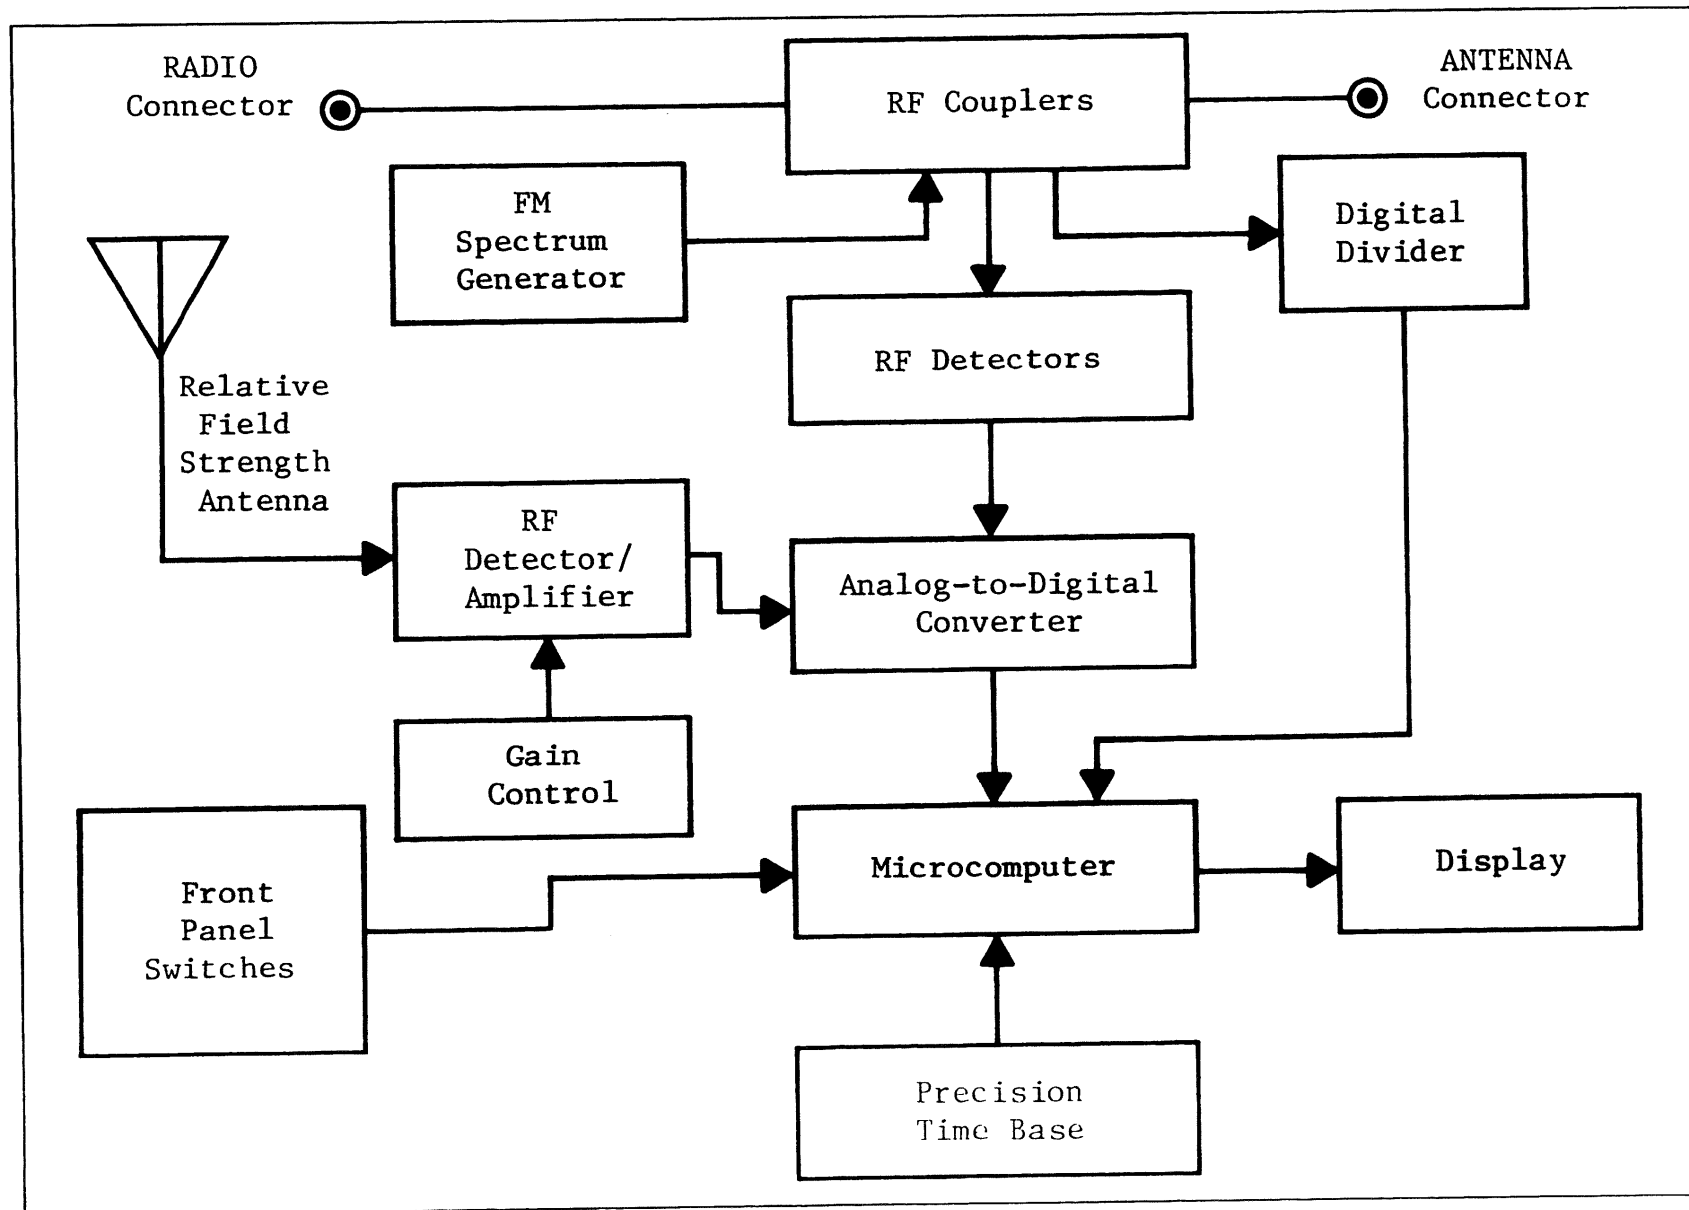 RADIO
Connector
RF Couplers
ANTENNA
Connector
FM
Spectrum
Generator
Digital
Divider
RF Detectors
Relative
Field
Strength
Antenna
RF
Detector/
Amplifier
Analog-to-Digital
Converter
Gain
Control
Front
Panel
Switches
Microcomputer
Display
Precision
Time Base